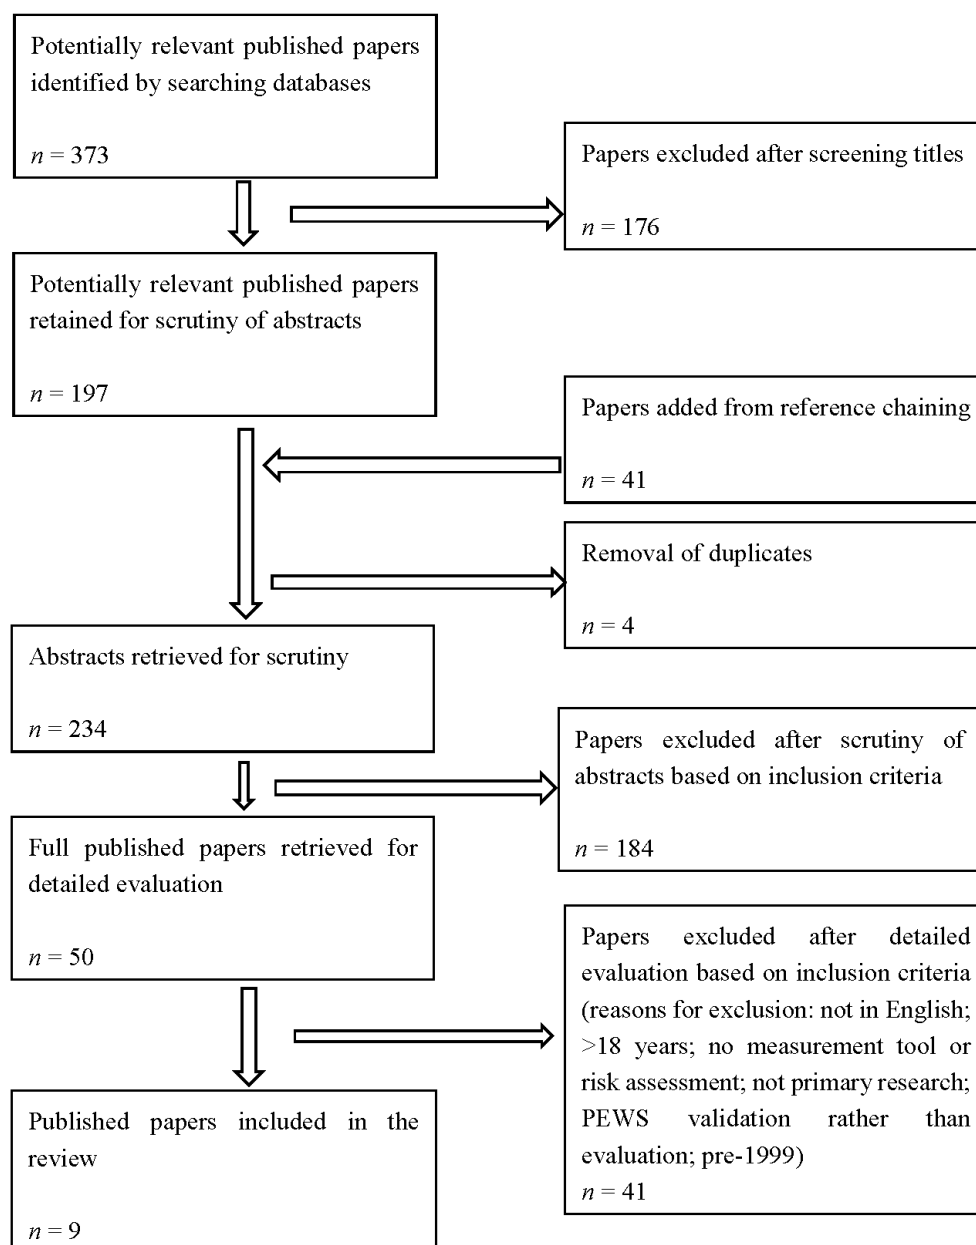 Potentially relevant published papers
identified by searching databases
n = 373
Papers excluded after screening titles
n = 176
Potentially relevant published papers
retained for scrutiny of abstracts
n = 197
Papers added from reference chaining
n = 41
Removal of duplicates
n = 4
Abstracts retrieved for scrutiny
n = 234
Papers excluded after scrutiny of
abstracts based on inclusion criteria
n = 184
Full published papers retrieved for
detailed evaluation
n = 50
Papers excluded after detailed
evaluation based on inclusion criteria
(reasons for exclusion: not in English;
>18 years; no measurement tool or
risk assessment; not primary research;
PEWS validation rather than
evaluation; pre-1999)
n = 41
Published papers included in the
review
n = 9